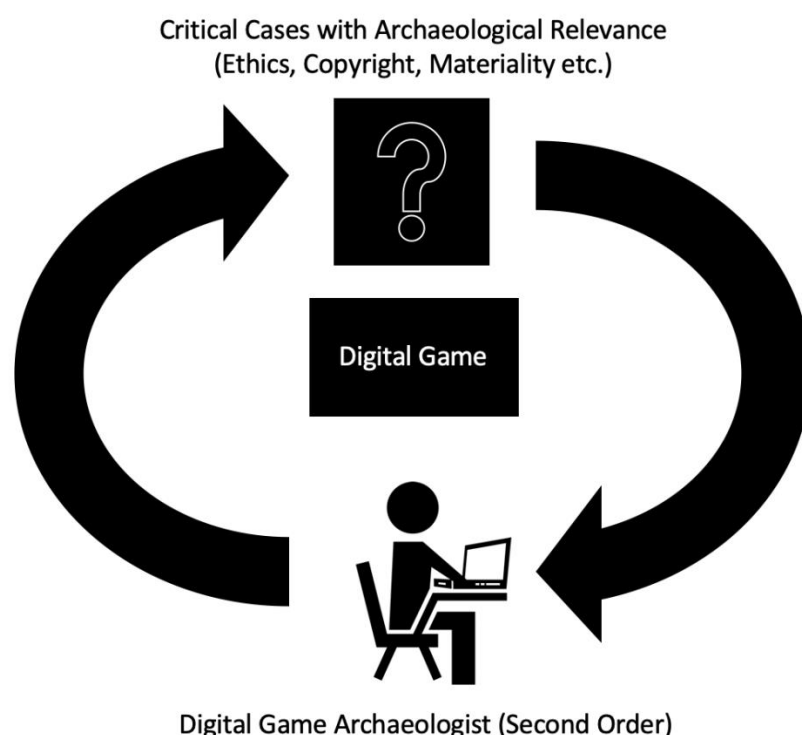 Critical Cases with Archaeological Relevance
(Ethics, Copyright, Materiality etc.)
?
Digital Game
Digital Game Archaeologist (Second Order)